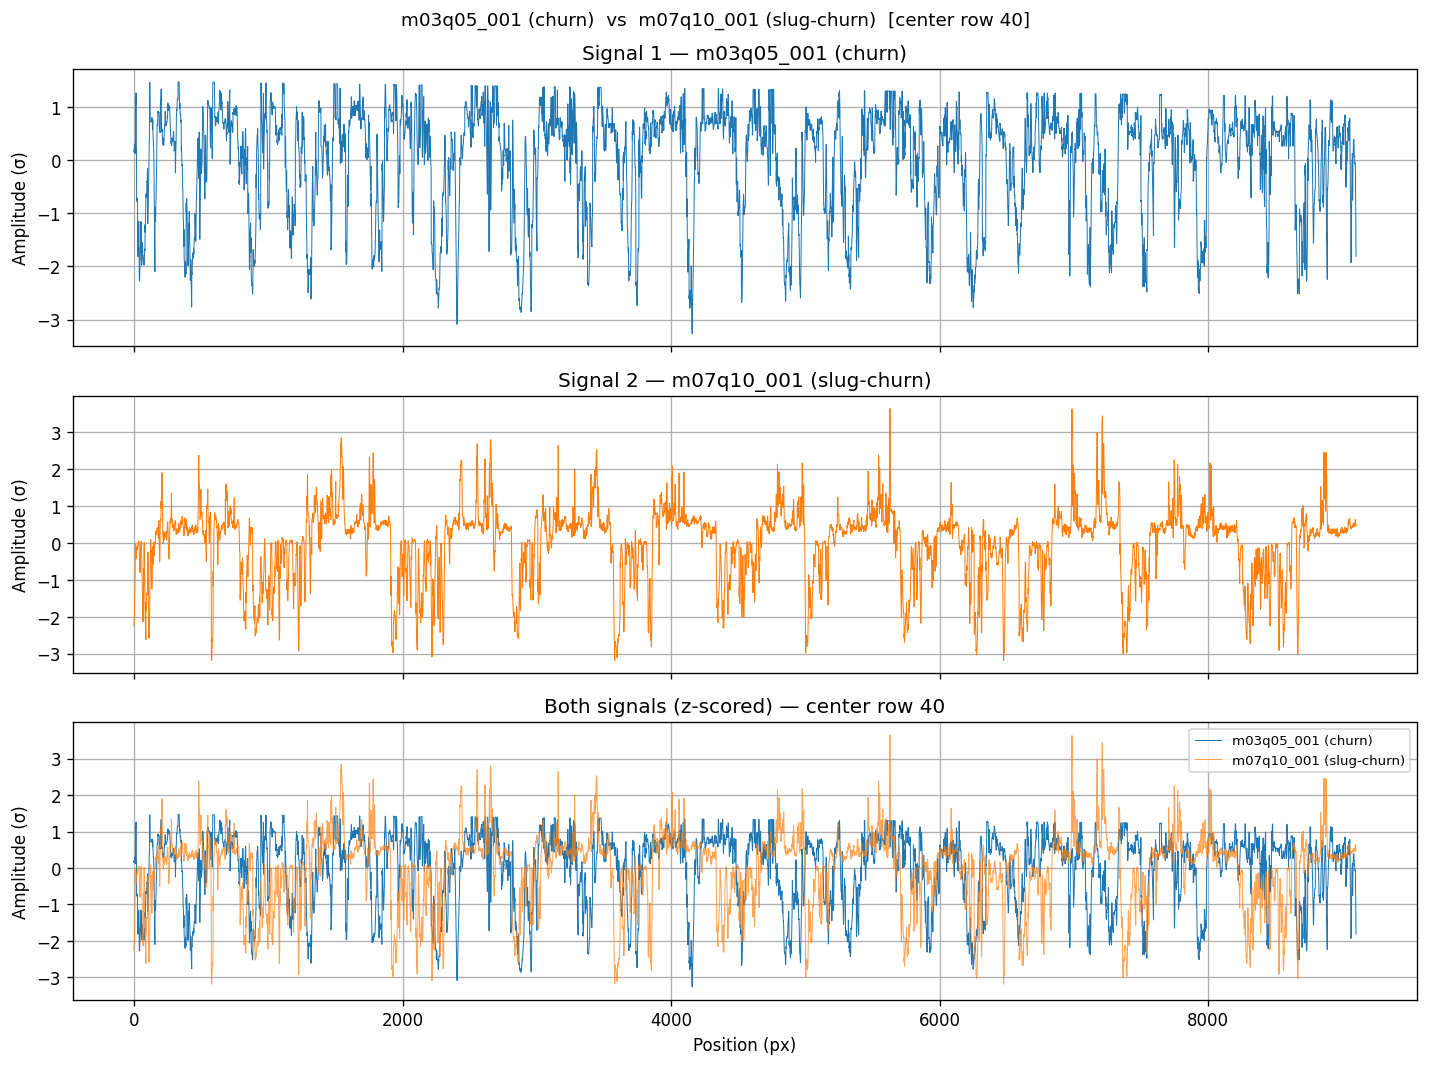 m03q05_001 (churn)  vs  m07q10_001 (slug-churn)  [center row 40]
Signal 1 — m03q05_001 (churn)
Amplitude (σ)
1
0
−1
−2
−3
Signal 2 — m07q10_001 (slug-churn)
Amplitude (σ)
3
2
1
0
−1
−2
−3
Both signals (z-scored) — center row 40
m03q05_001 (churn)
m07q10_001 (slug-churn)
Amplitude (σ)
3
2
1
0
−1
−2
−3
0 2000 4000 6000 8000
Position (px)